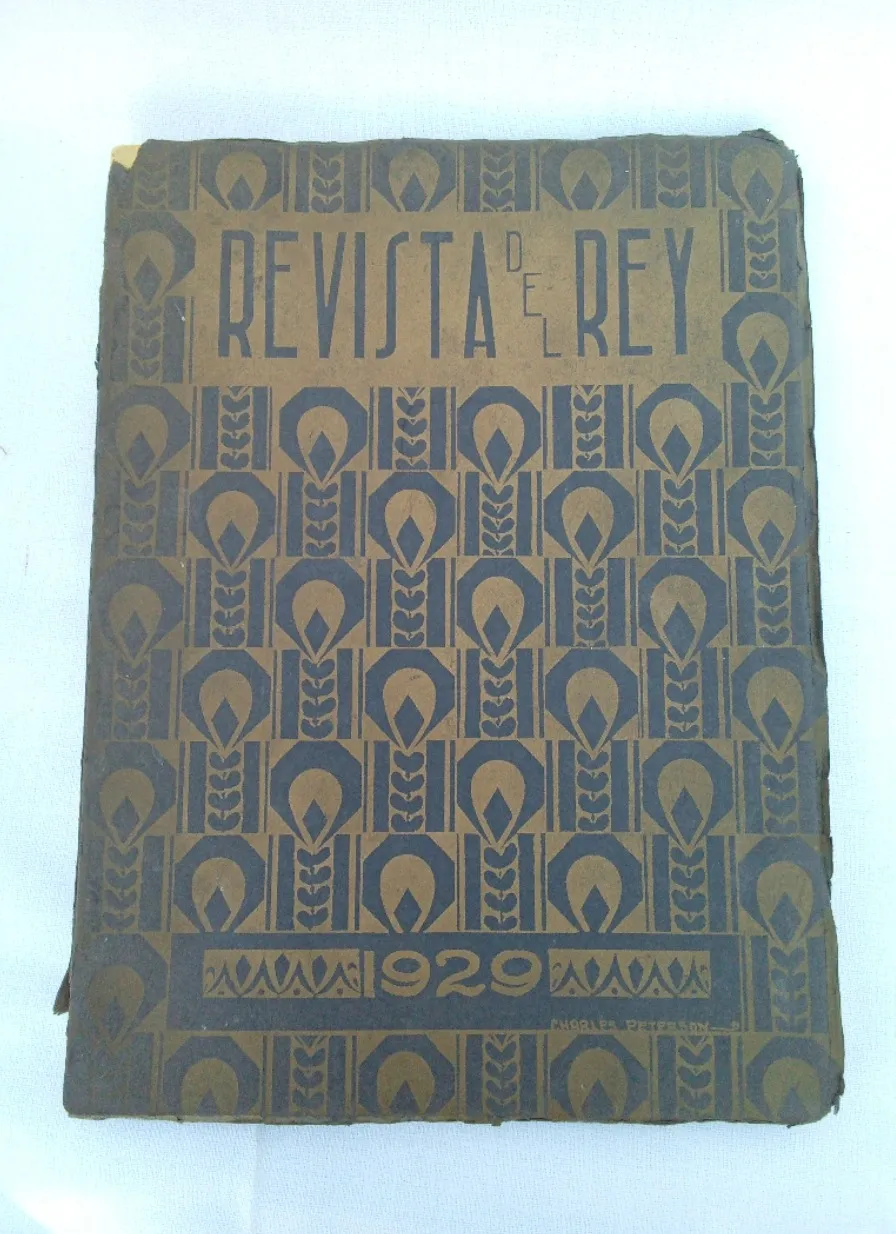 REVISTA DEL REY
1929
CHARLES PETERSON